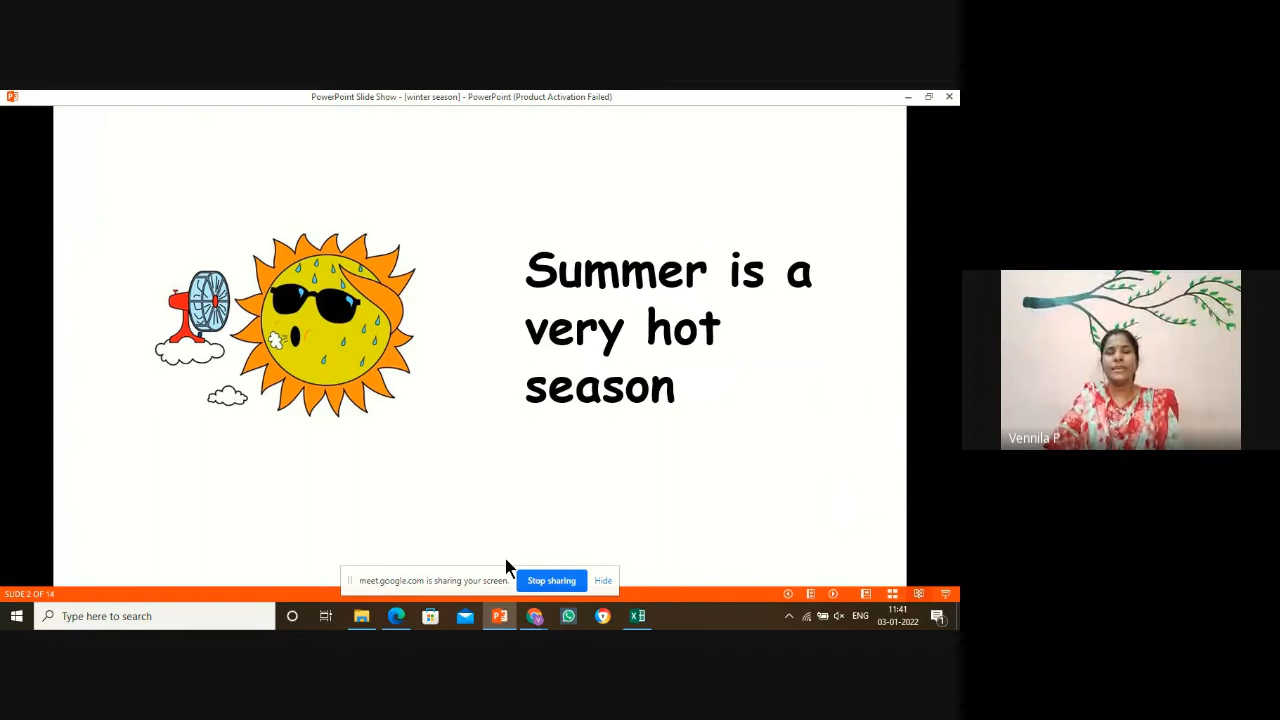 PowerPoint Slide Show - [winter season] - PowerPoint (Product Activation Failed)
Summer is a
very hot
season
Vennila P
meet.google.com is sharing your screen.
Stop sharing
Hide
SLIDE 2 OF 14
Type here to search
ENG
11:41
03-01-2022
1